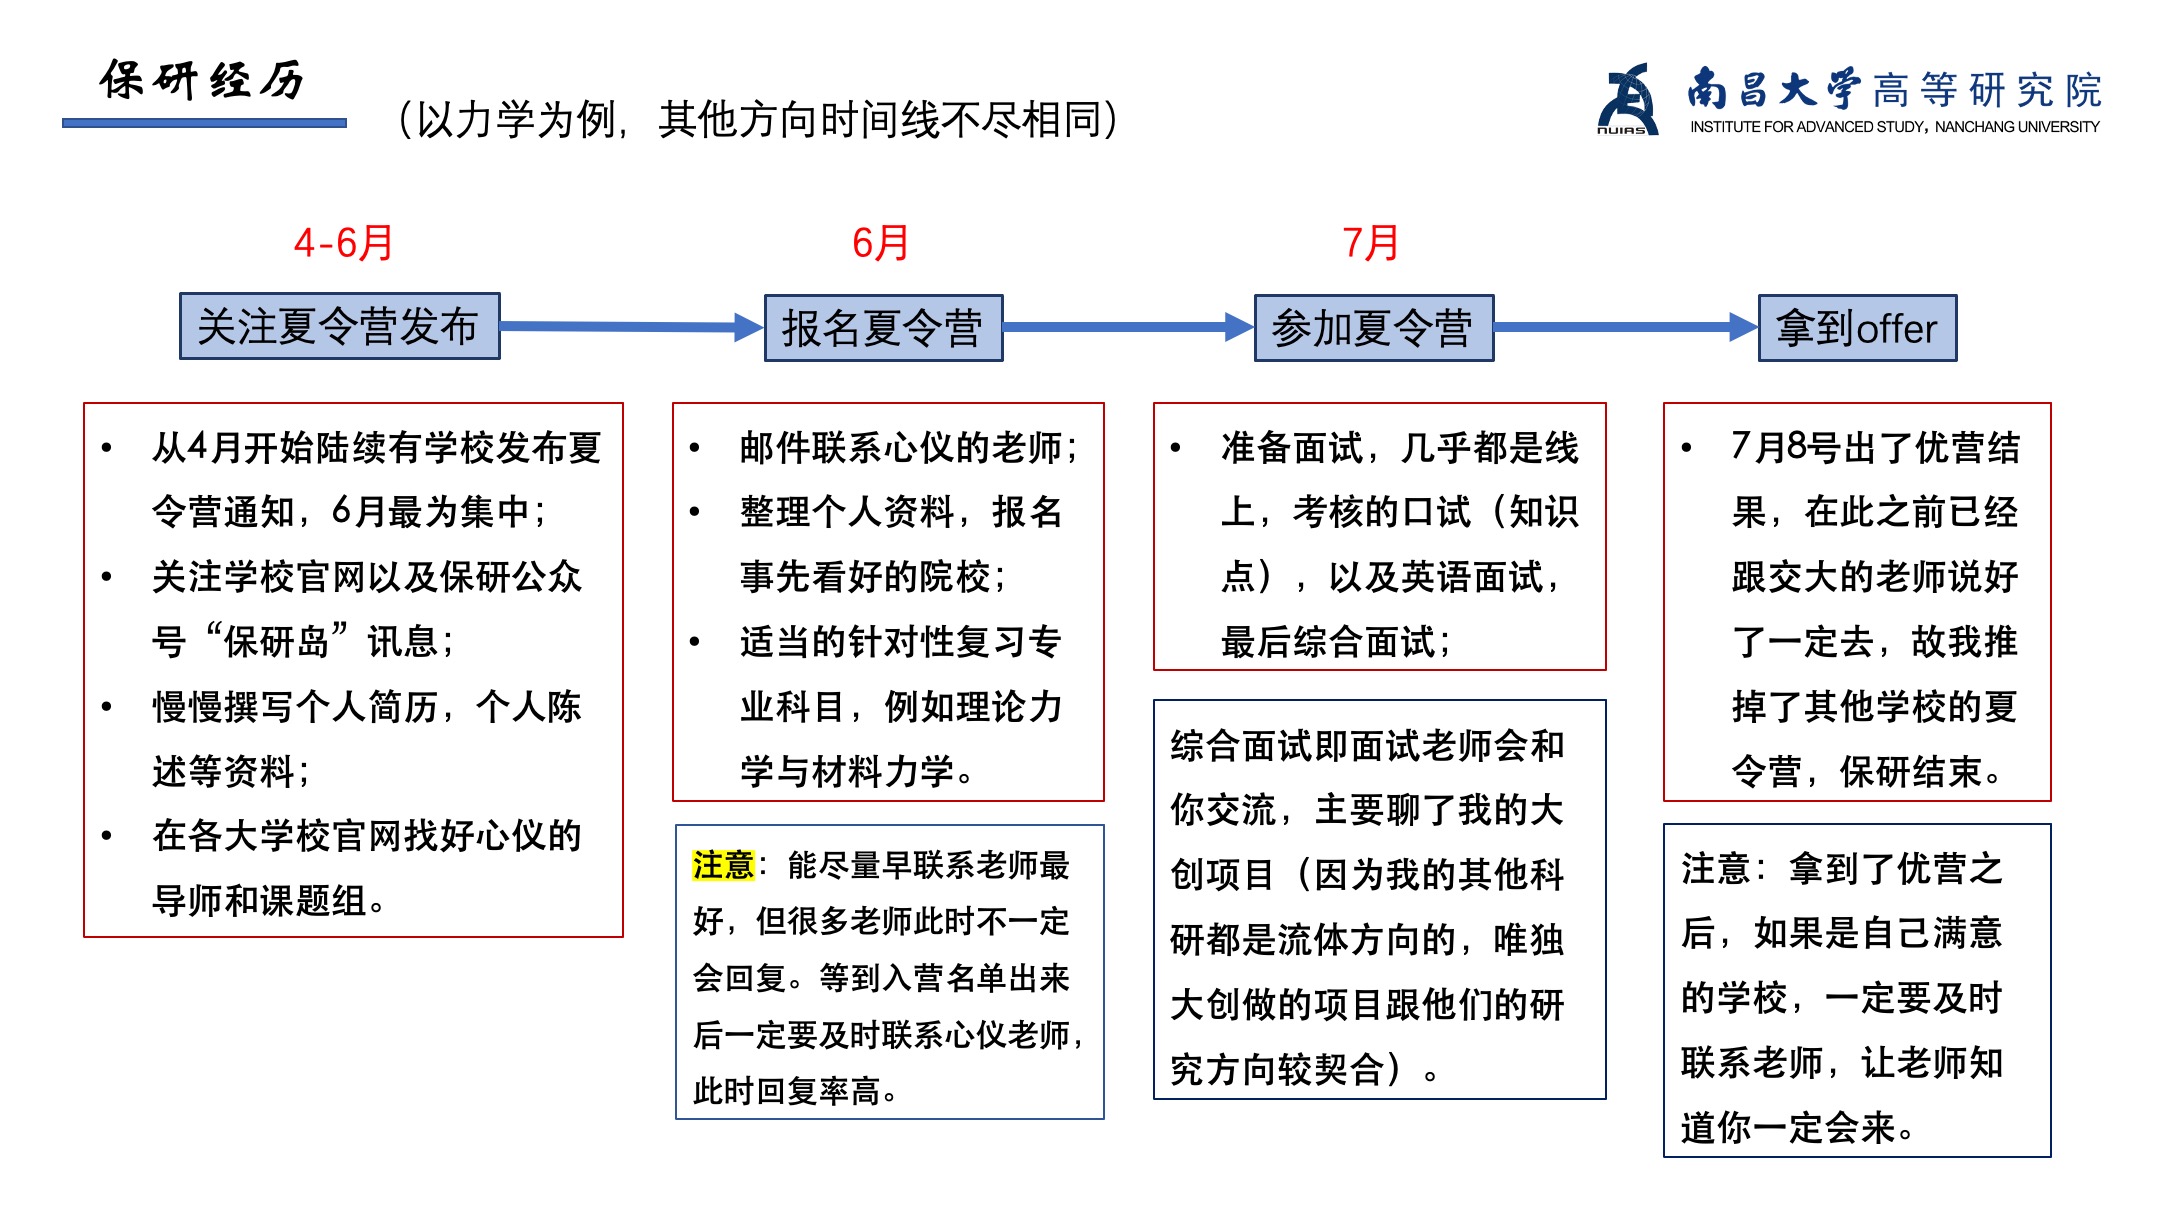 保研经历
（以力学为例，其他方向时间线不尽相同）
南昌大学高等研究院
INSTITUTE FOR ADVANCED STUDY, NANCHANG UNIVERSITY
NUIAS
4-6月
6月
7月
关注夏令营发布
报名夏令营
参加夏令营
拿到offer
• 从4月开始陆续有学校发布夏
令营通知，6月最为集中；
• 关注学校官网以及保研公众
号“保研岛”讯息；
• 慢慢撰写个人简历，个人陈
述等资料；
• 在各大学校官网找好心仪的
导师和课题组。
• 邮件联系心仪的老师；
• 整理个人资料，报名
事先看好的院校；
• 适当的针对性复习专
业科目，例如理论力
学与材料力学。
注意：能尽量早联系老师最
好，但很多老师此时不一定
会回复。等到入营名单出来
后一定要及时联系心仪老师，
此时回复率高。
• 准备面试，几乎都是线
上，考核的口试（知识
点），以及英语面试，
最后综合面试；
综合面试即面试老师会和
你交流，主要聊了我的大
创项目（因为我的其他科
研都是流体方向的，唯独
大创做的项目跟他们的研
究方向较契合）。
• 7月8号出了优营结
果，在此之前已经
跟交大的老师说好
了一定去，故我推
掉了其他学校的夏
令营，保研结束。
注意：拿到了优营之
后，如果是自己满意
的学校，一定要及时
联系老师，让老师知
道你一定会来。